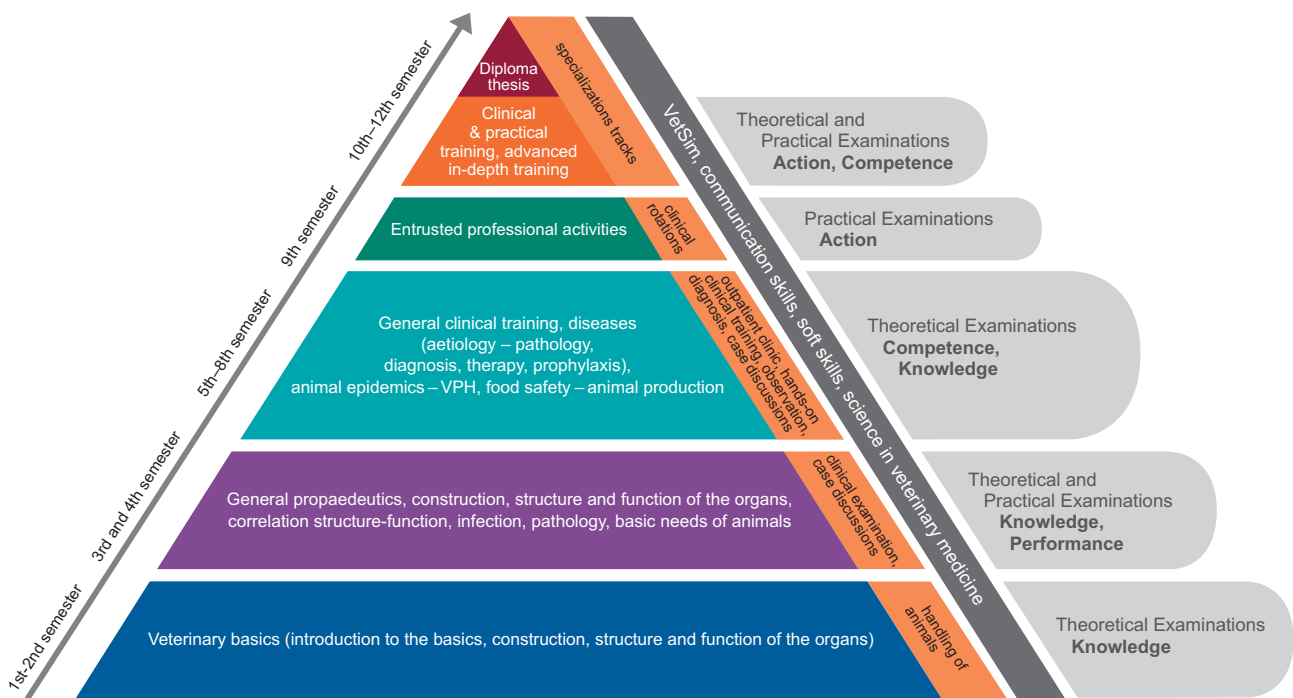 10th–12th semester
Diploma
thesis
Clinical
& practical
training, advanced
in-depth training
specializations tracks
Theoretical and
Practical Examinations
Action, Competence
9th semester
Entrusted professional activities
clinical
rotations
Practical Examinations
Action
5th–8th semester
General clinical training, diseases
(aetiology – pathology,
diagnosis, therapy, prophylaxis),
animal epidemics – VPH, food safety – animal production
outpatient clinic, hands-on
clinical training, observation,
diagnosis, case discussions
Theoretical Examinations
Competence,
Knowledge
3rd and 4th semester
General propaedeutics, construction, structure and function of the organs,
correlation structure-function, infection, pathology, basic needs of animals
clinical examination,
case discussions
Theoretical and
Practical Examinations
Knowledge,
Performance
1st-2nd semester
Veterinary basics (introduction to the basics, construction, structure and function of the organs)
handling of
animals
Theoretical Examinations
Knowledge
VetSim, communication skills, soft skills, science in veterinary medicine